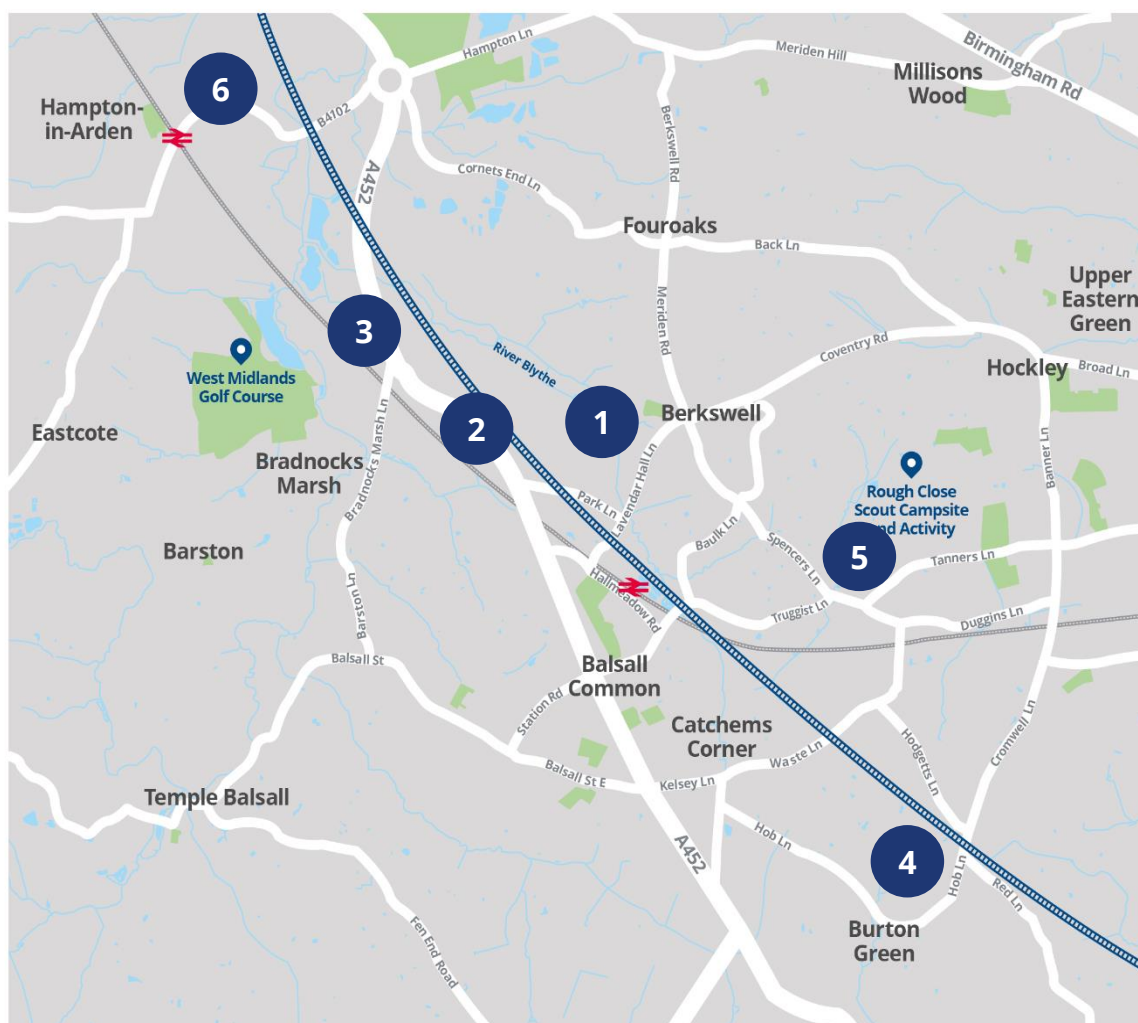 Hampton Ln
Meriden Hill
Birmingham Rd
Millisons
Wood
6
Hampton-
in-Arden
B4102
A452
Berkswell Rd
Cornets End Ln
Fouroaks
Back Ln
Upper
Eastern
Green
3
Meriden Rd
Coventry Rd
Hockley
Broad Ln
River Blythe
West Midlands
Golf Course
2
1
Berkswell
Eastcote
Bradnocks
Marsh
Bradnocks Marsh Ln
Lavendar Hall Ln
Park Ln
Banner Ln
Rough Close
Scout Campsite
and Activity
Barston
Baulk Ln
Spencers Ln
5
Tanners Ln
Hallmeadow Rd
Barston Ln
Truggist Ln
Duggins Ln
Balsall St
Balsall
Common
Station Rd
Catchems
Corner
Waste Ln
Hodgetts Ln
Cromwell Ln
Balsall St E
Kelsey Ln
Temple Balsall
Hob Ln
A452
4
Hob Ln
Red Ln
Burton
Green
Fen End Road